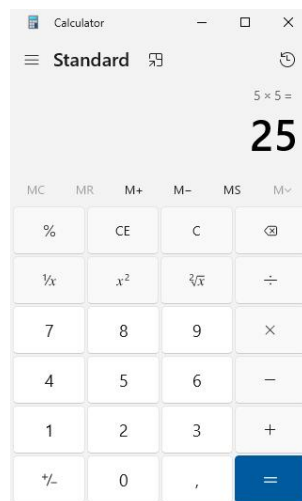 Calculator
Standard
5 × 5 =
25
MC MR M+ M− MS M˅
% CE C
¹/x x² ²√x ÷
7 8 9 ×
4 5 6 −
1 2 3 +
+/− 0 , =